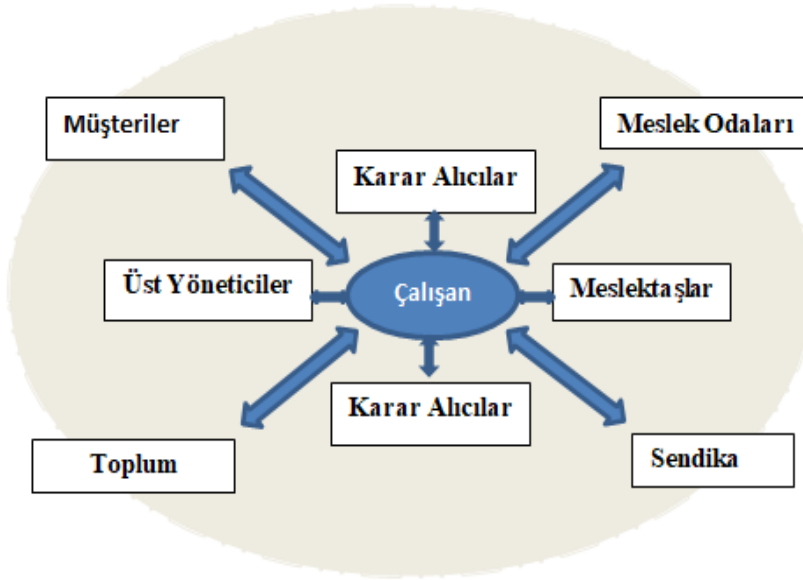 Müşteriler
Meslek Odaları
Karar Alıcılar
Üst Yöneticiler
Çalışan
Meslektaşlar
Karar Alıcılar
Toplum
Sendika